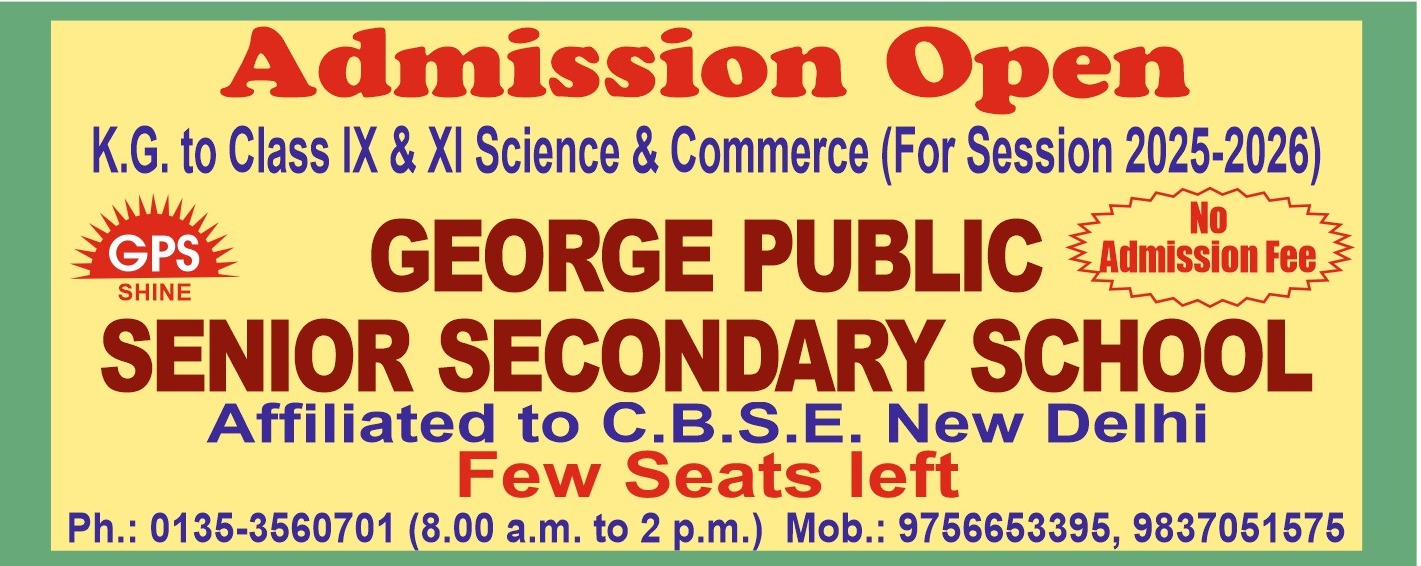 Admission Open
K.G. to Class IX & XI Science & Commerce (For Session 2025-2026)
GPS
SHINE
GEORGE PUBLIC
No
Admission Fee
SENIOR SECONDARY SCHOOL
Affiliated to C.B.S.E. New Delhi
Few Seats left
Ph.: 0135-3560701 (8.00 a.m. to 2 p.m.) Mob.: 9756653395, 9837051575